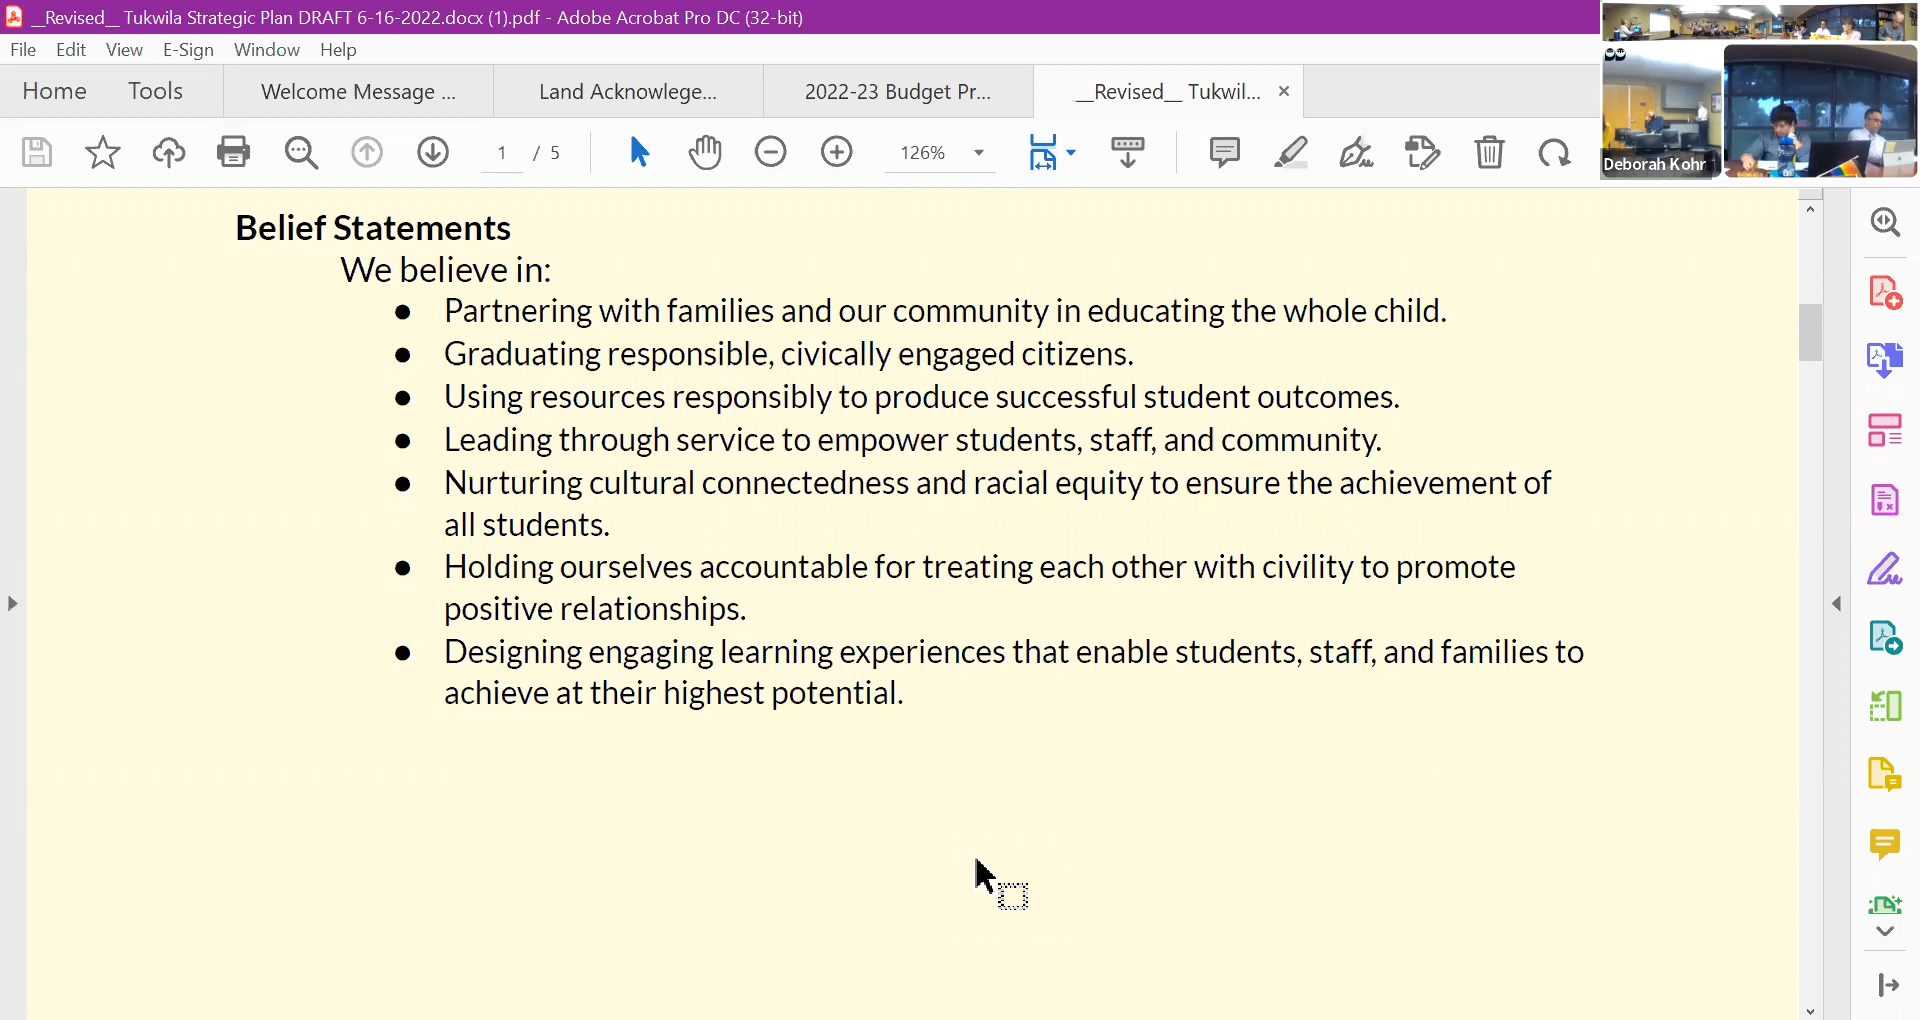 __Revised__ Tukwila Strategic Plan DRAFT 6-16-2022.docx (1).pdf - Adobe Acrobat Pro DC (32-bit)
File Edit View E-Sign Window Help
Home Tools Welcome Message ... Land Acknowlege... 2022-23 Budget Pr... __Revised__ Tukwil... ×
1 / 5 126%
Deborah Kohr
Belief Statements
We believe in:
● Partnering with families and our community in educating the whole child.
● Graduating responsible, civically engaged citizens.
● Using resources responsibly to produce successful student outcomes.
● Leading through service to empower students, staff, and community.
● Nurturing cultural connectedness and racial equity to ensure the achievement of
all students.
● Holding ourselves accountable for treating each other with civility to promote
positive relationships.
● Designing engaging learning experiences that enable students, staff, and families to
achieve at their highest potential.